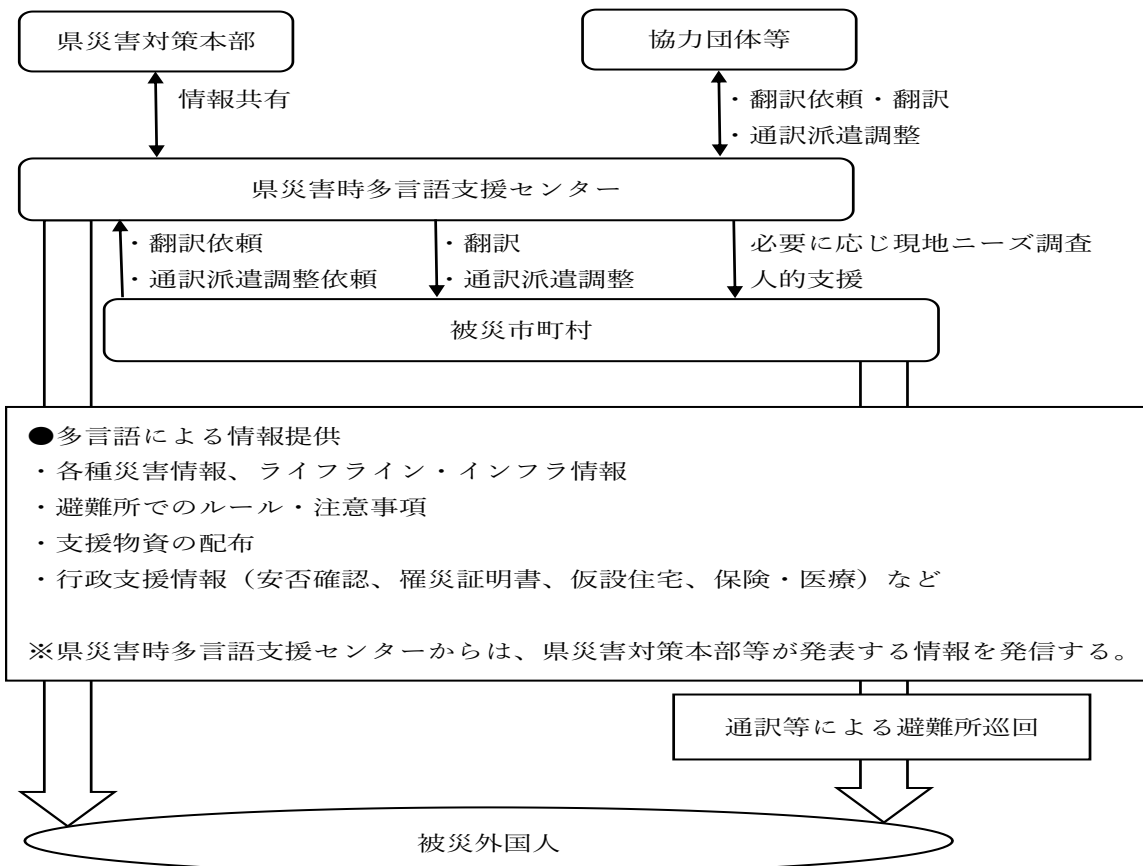 県災害対策本部
協力団体等
情報共有
・翻訳依頼・翻訳
・通訳派遣調整
県災害時多言語支援センター
・翻訳依頼
・通訳派遣調整依頼
・翻訳
・通訳派遣調整
必要に応じ現地ニーズ調査
人的支援
被災市町村
●多言語による情報提供
・各種災害情報、ライフライン・インフラ情報
・避難所でのルール・注意事項
・支援物資の配布
・行政支援情報（安否確認、罹災証明書、仮設住宅、保険・医療）など
※県災害時多言語支援センターからは、県災害対策本部等が発表する情報を発信する。
通訳等による避難所巡回
被災外国人